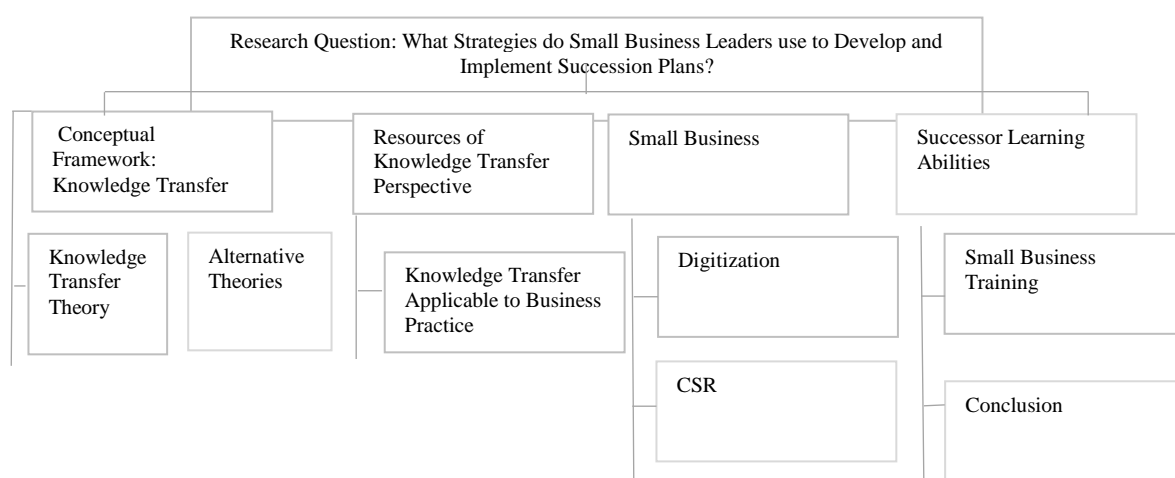 Research Question: What Strategies do Small Business Leaders use to Develop and
Implement Succession Plans?
Conceptual
Framework:
Knowledge Transfer
Resources of
Knowledge Transfer
Perspective
Small Business
Successor Learning
Abilities
Knowledge
Transfer
Theory
Alternative
Theories
Knowledge Transfer
Applicable to Business
Practice
Digitization
CSR
Small Business
Training
Conclusion